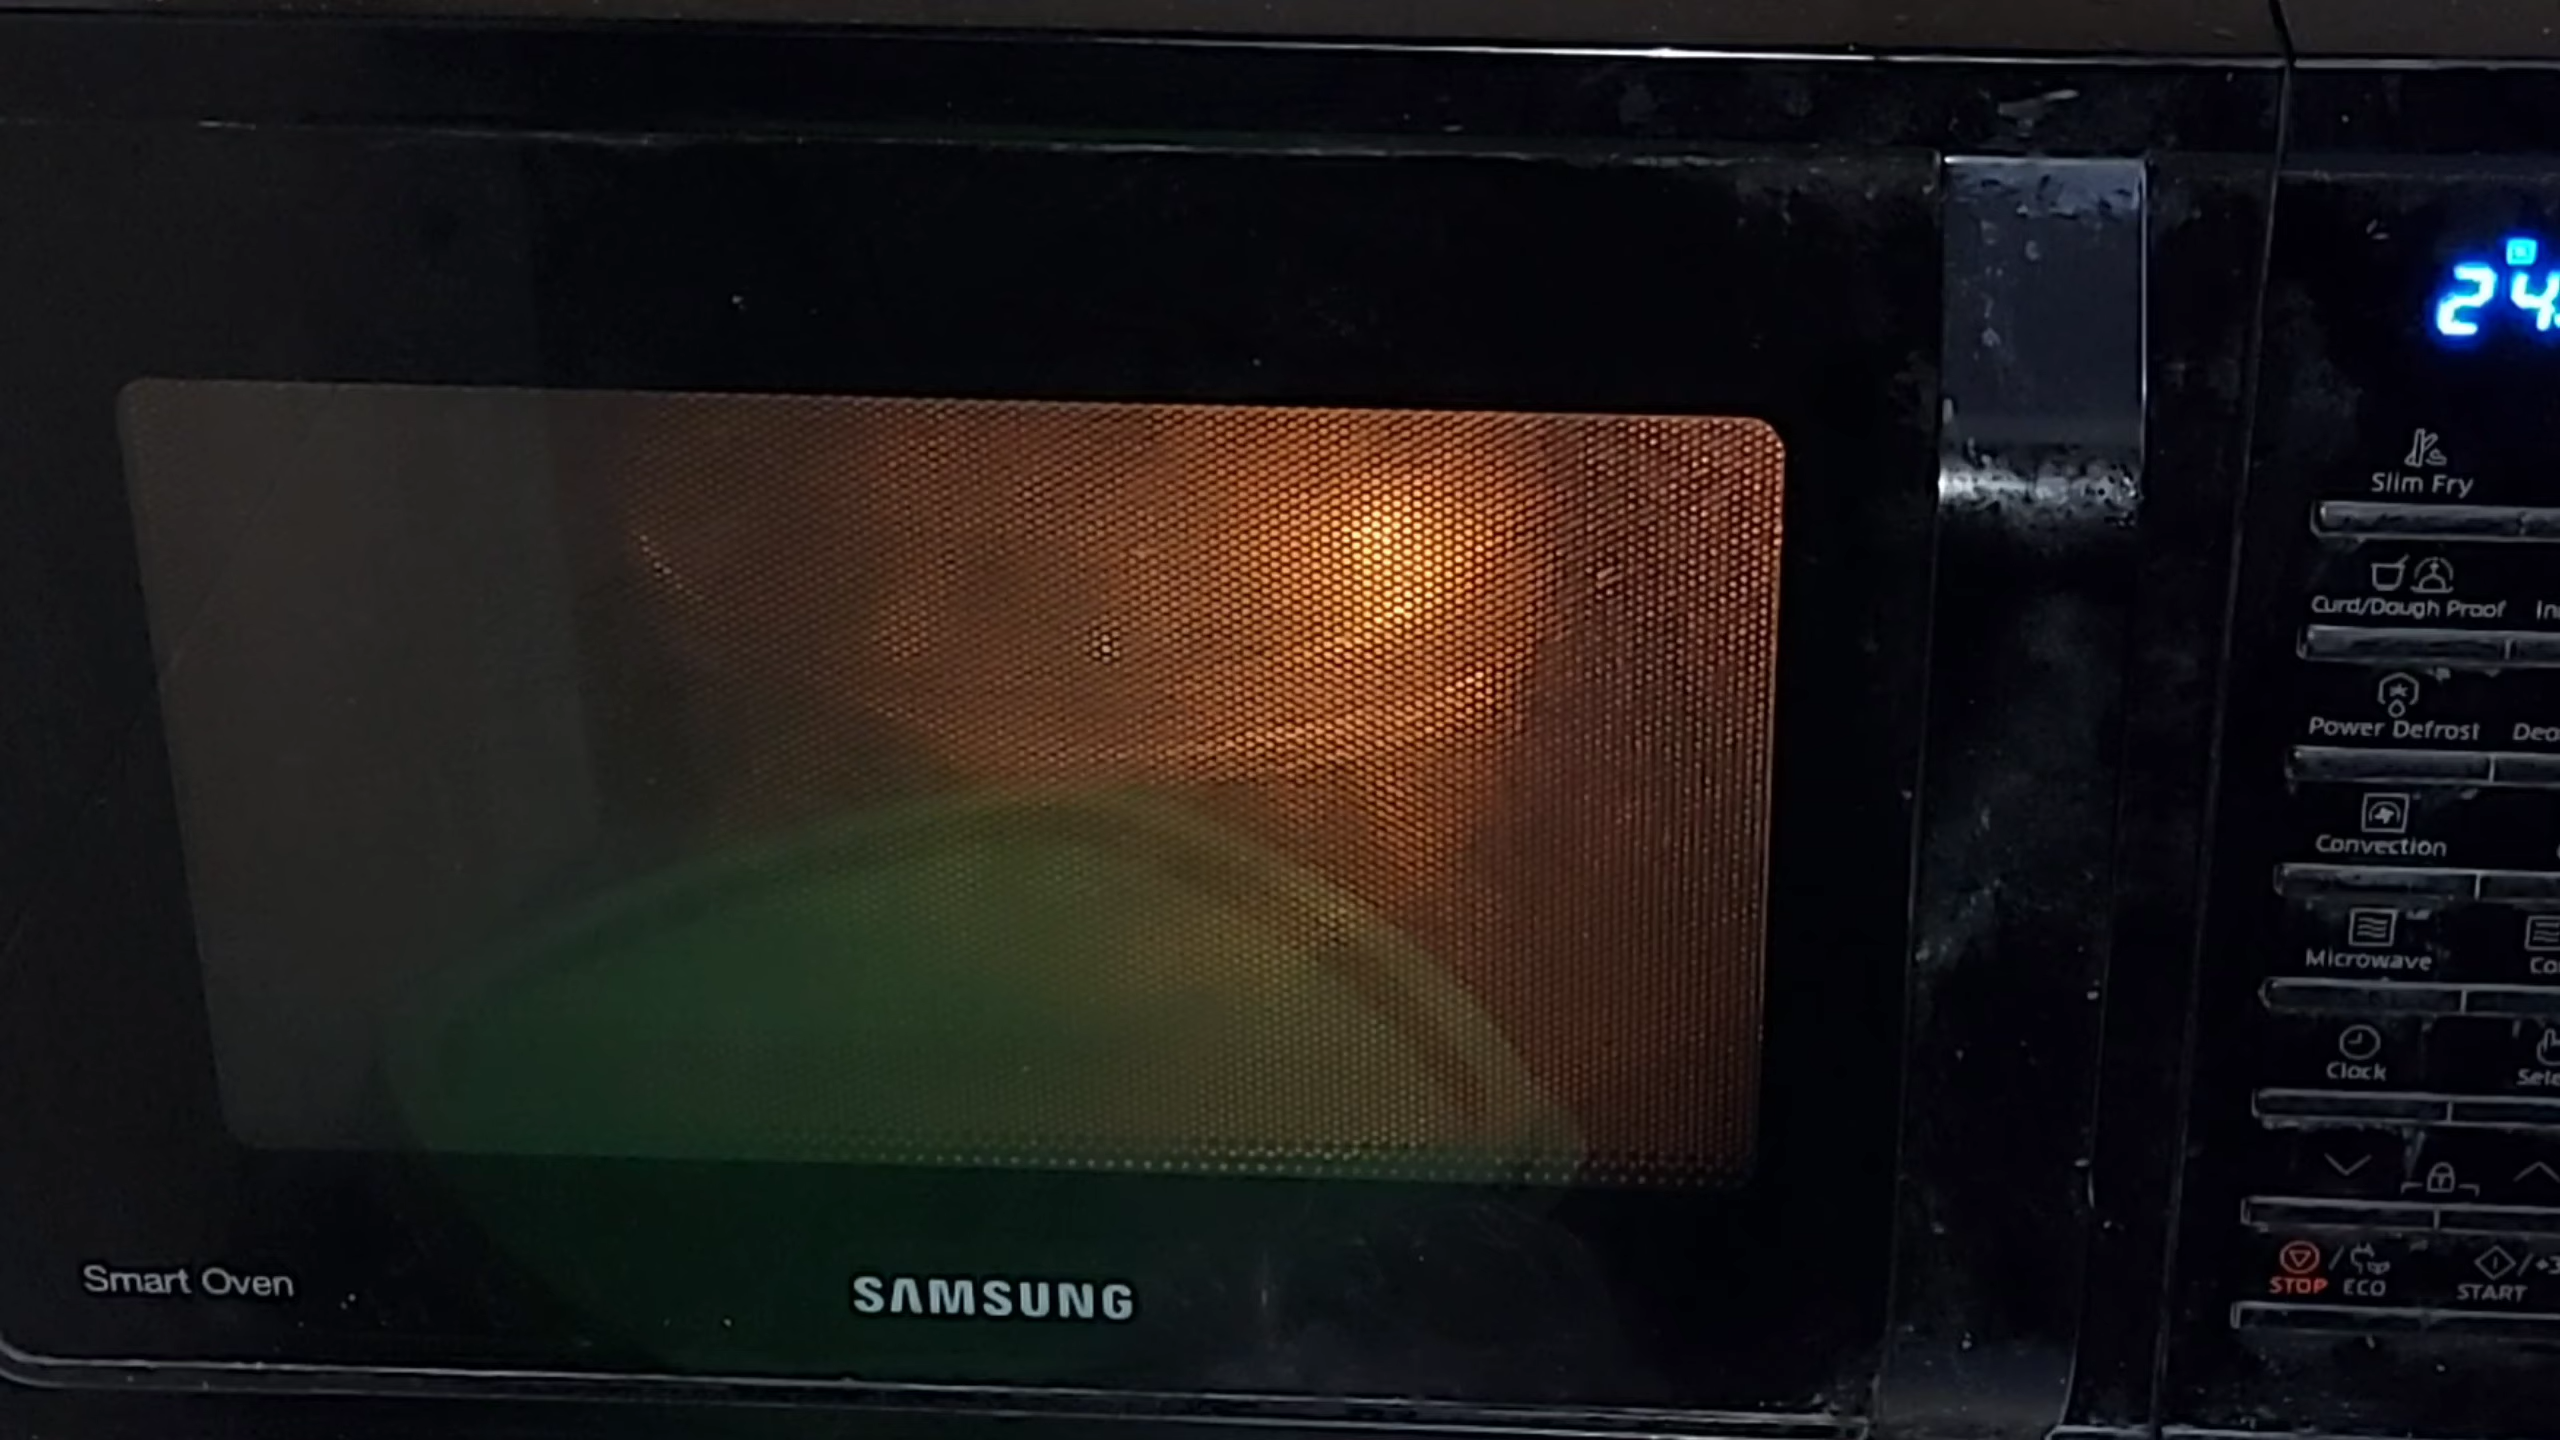 24
Slim Fry
Curd/Dough Proof
Power Defrost
Convection
Microwave
Clock
STOP / ECO
START
Smart Oven
SAMSUNG